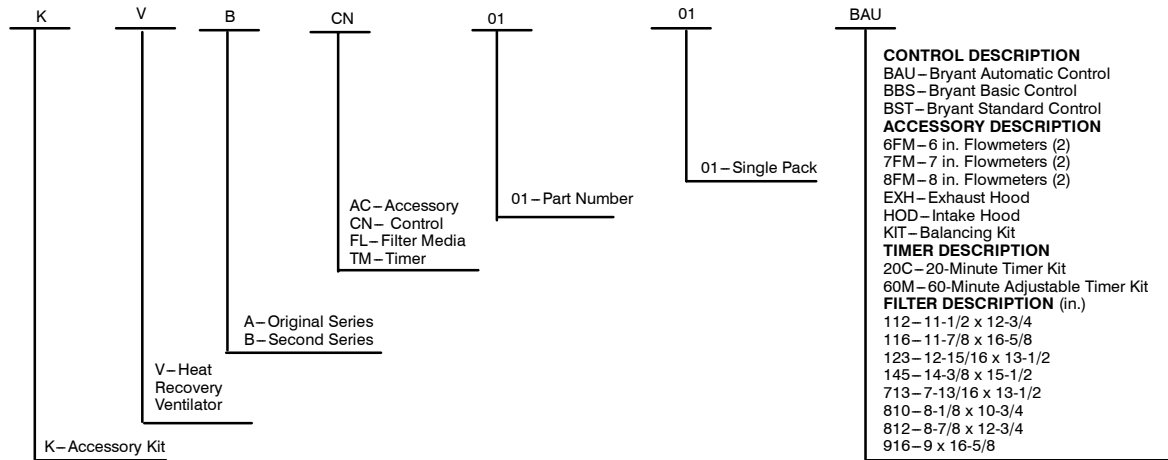 K V B CN 01 01 BAU
CONTROL DESCRIPTION
BAU–Bryant Automatic Control
BBS–Bryant Basic Control
BST–Bryant Standard Control
ACCESSORY DESCRIPTION
6FM–6 in. Flowmeters (2)
7FM–7 in. Flowmeters (2)
8FM–8 in. Flowmeters (2)
EXH–Exhaust Hood
HOD–Intake Hood
KIT–Balancing Kit
TIMER DESCRIPTION
20C–20-Minute Timer Kit
60M–60-Minute Adjustable Timer Kit
FILTER DESCRIPTION (in.)
112–11-1/2 x 12-3/4
116–11-7/8 x 16-5/8
123–12-15/16 x 13-1/2
145–14-3/8 x 15-1/2
713–7-13/16 x 13-1/2
810–8-1/8 x 10-3/4
812–8-7/8 x 12-3/4
916–9 x 16-5/8
01–Single Pack
01–Part Number
AC–Accessory
CN– Control
FL–Filter Media
TM–Timer
A–Original Series
B–Second Series
V–Heat
Recovery
Ventilator
K–Accessory Kit